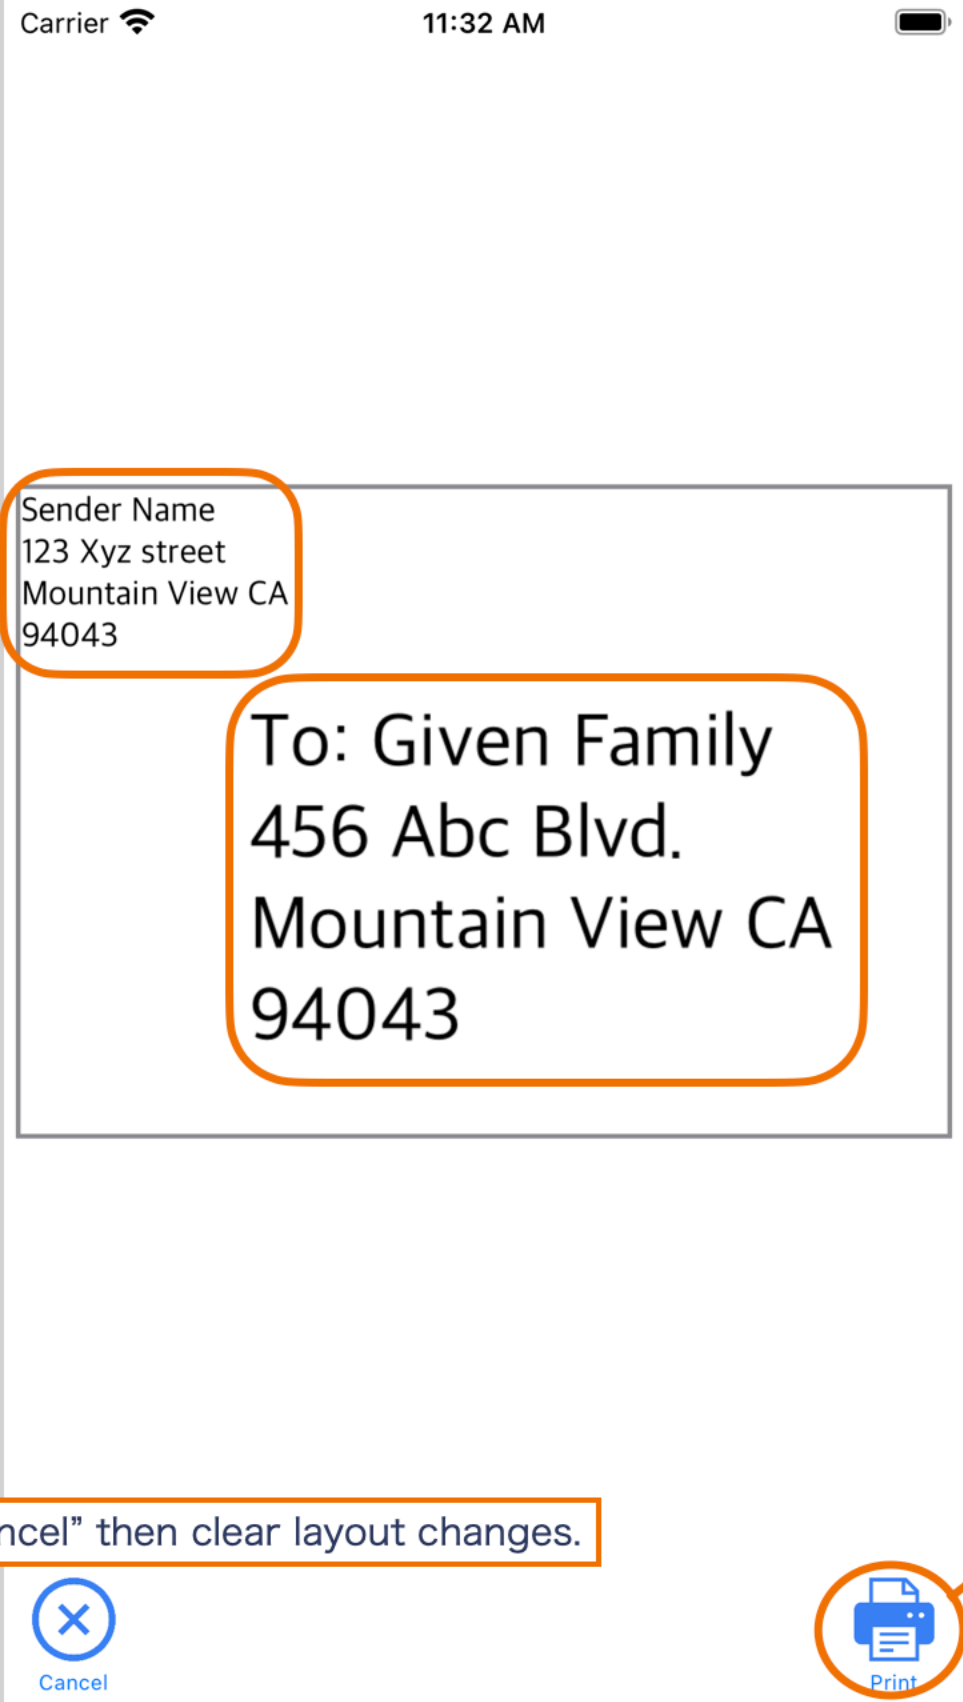 Carrier
11:32 AM
Sender Name
123 Xyz street
Mountain View CA
94043
To: Given Family
456 Abc Blvd.
Mountain View CA
94043
then clear layout changes.
Cancel
Print